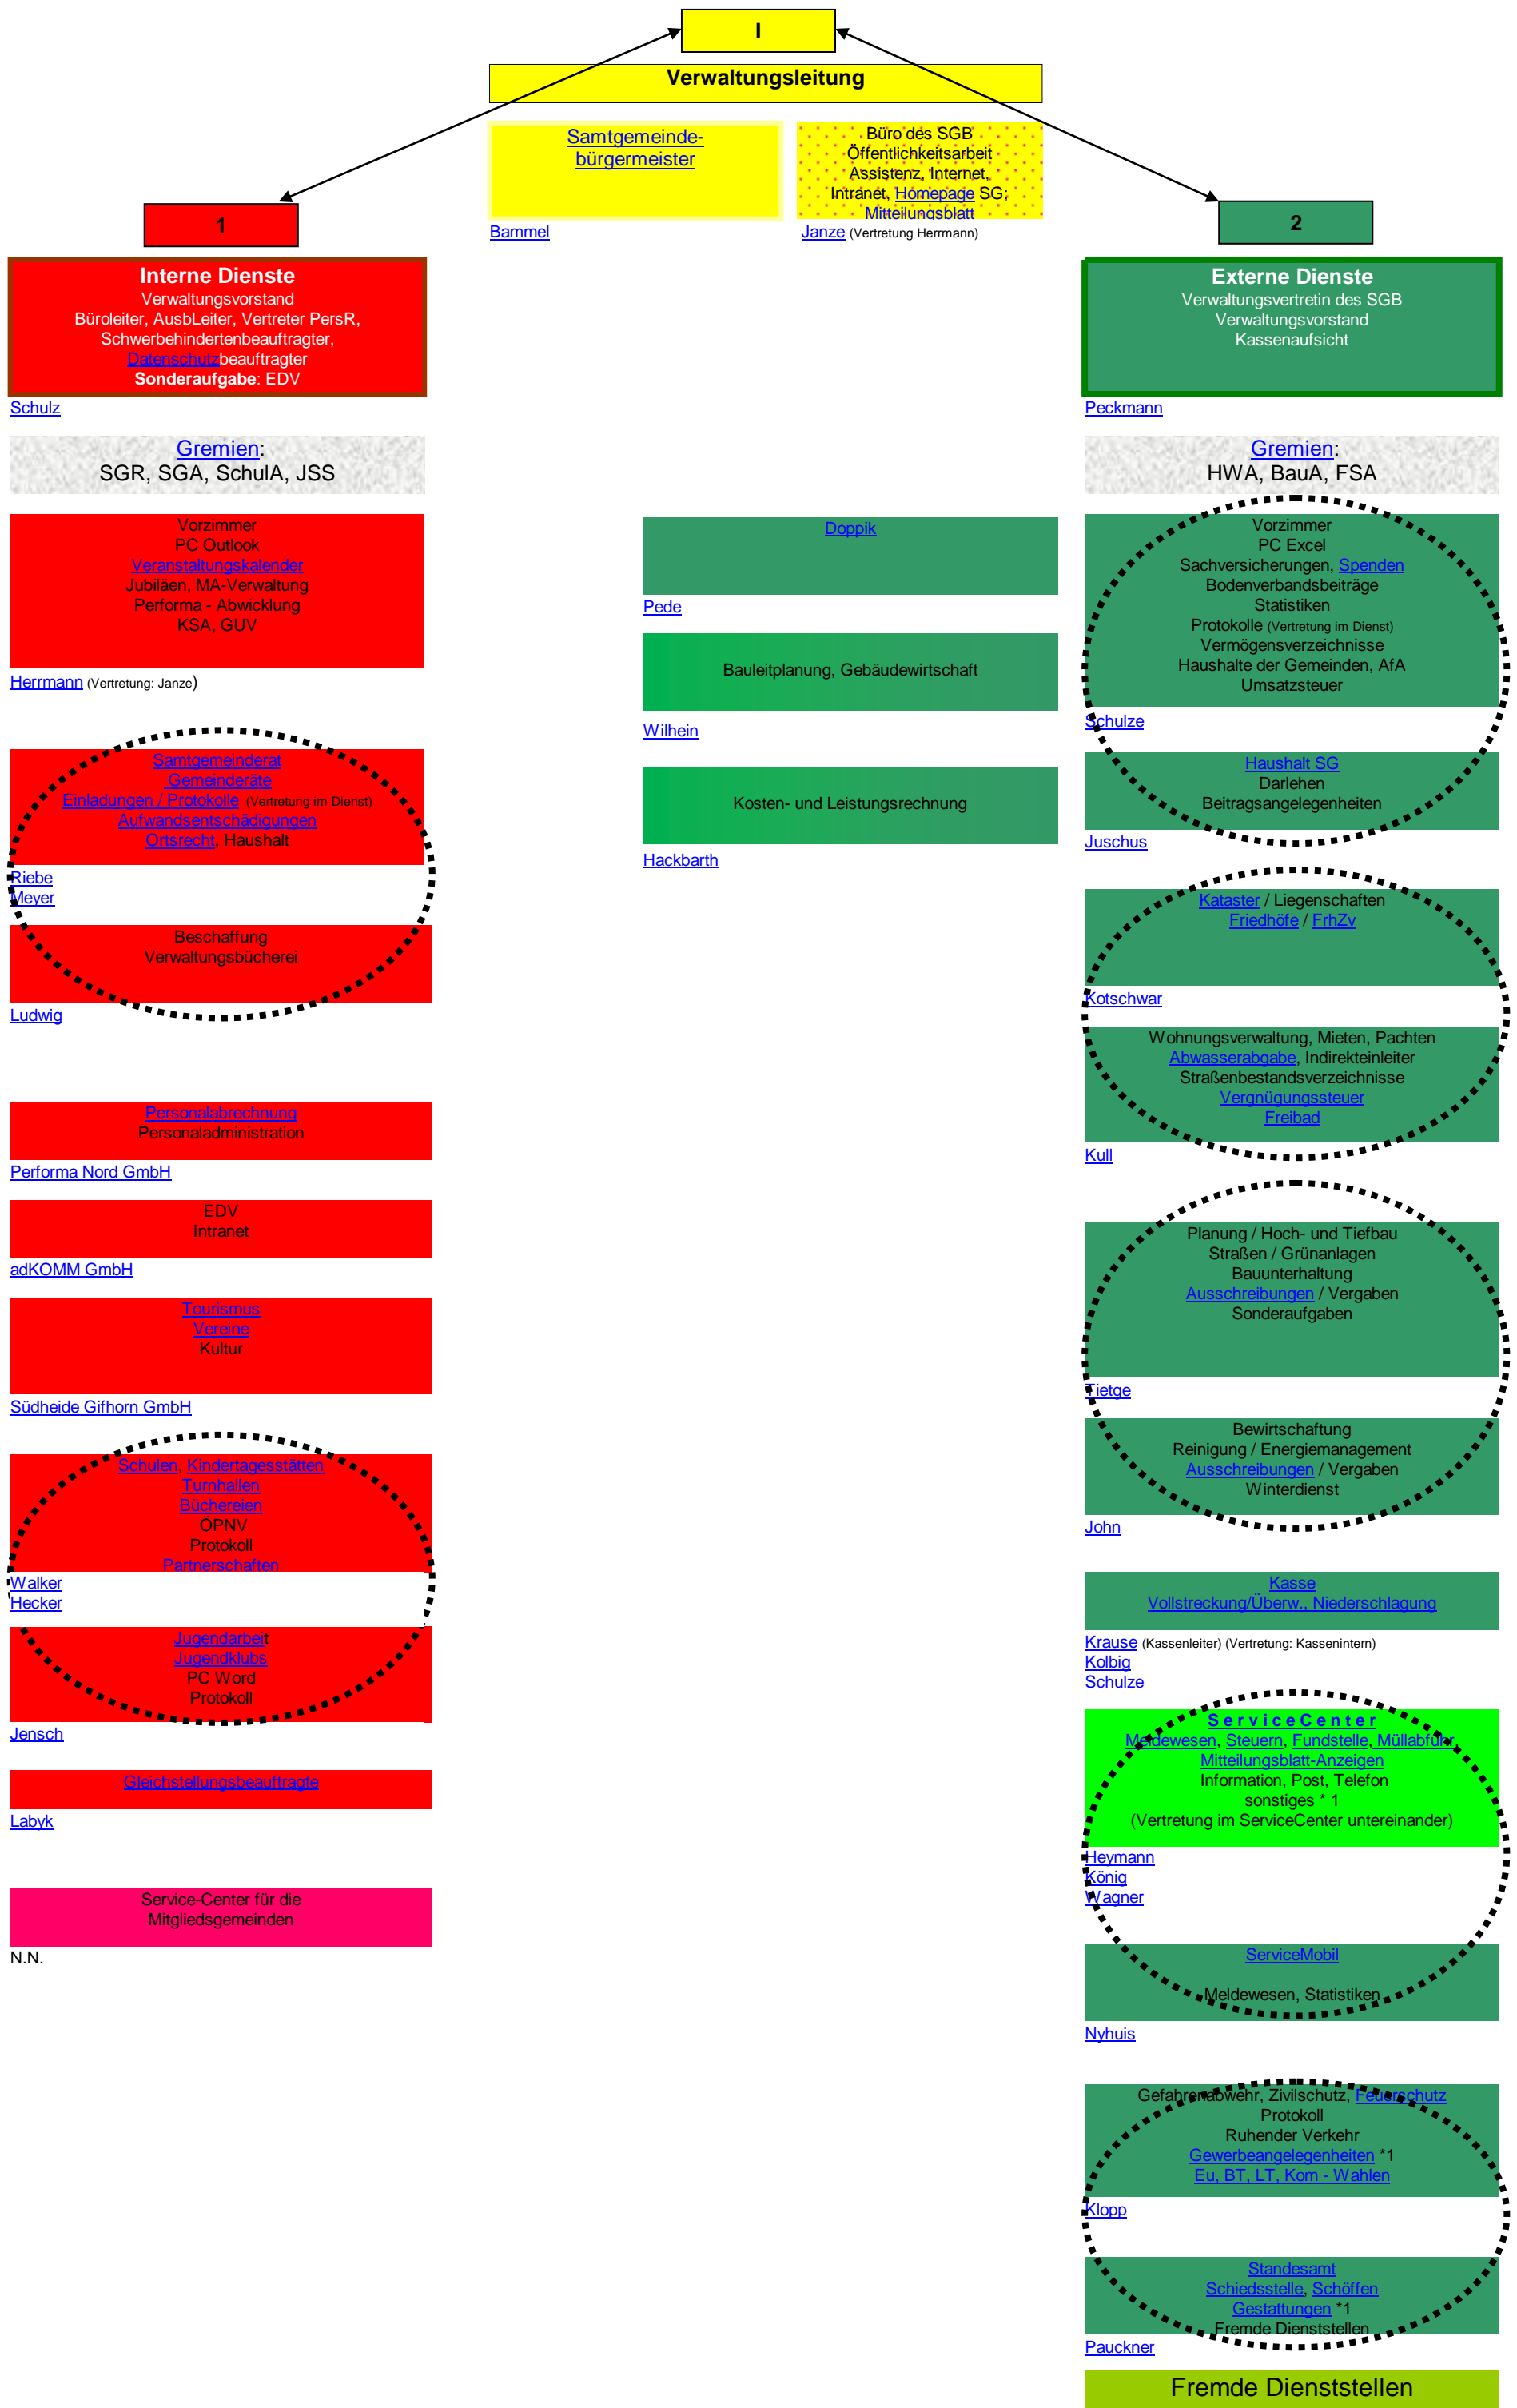 I
Verwaltungsleitung
Samtgemeinde-
bürgermeister
Bammel
Büro des SGB
Öffentlichkeitsarbeit
Assistenz, Internet,
Intranet, Homepage SG;
Mitteilungsblatt
Janze (Vertretung Herrmann)
1
Interne Dienste
Verwaltungsvorstand
Büroleiter, AusbLeiter, Vertreter PersR,
Schwerbehindertenbeauftragter,
Datenschutzbeauftragter
Sonderaufgabe: EDV
Schulz
Gremien:
SGR, SGA, SchulA, JSS
Vorzimmer
PC Outlook
Veranstaltungskalender
Jubiläen, MA-Verwaltung
Performa - Abwicklung
KSA, GUV
Herrmann (Vertretung: Janze)
Samtgemeinderat
Gemeinderäte
Einladungen / Protokolle (Vertretung im Dienst)
Aufwandsentschädigungen
Ortsrecht, Haushalt
Riebe
Meyer
Beschaffung
Verwaltungsbücherei
Ludwig
Personalabrechnung
Personaladministration
Performa Nord GmbH
EDV
Intranet
adKOMM GmbH
Tourismus
Vereine
Kultur
Südheide Gifhorn GmbH
Schulen, Kindertagesstätten
Turnhallen
Büchereien
ÖPNV
Protokoll
Partnerschaften
Walker
Hecker
Jugendarbeit
Jugendklubs
PC Word
Protokoll
Jensch
Gleichstellungsbeauftragte
Labyk
Service-Center für die
Mitgliedsgemeinden
N.N.
Doppik
Pede
Bauleitplanung, Gebäudewirtschaft
Wilhein
Kosten- und Leistungsrechnung
Hackbarth
2
Externe Dienste
Verwaltungsvertretin des SGB
Verwaltungsvorstand
Kassenaufsicht
Peckmann
Gremien:
HWA, BauA, FSA
Vorzimmer
PC Excel
Sachversicherungen, Spenden
Bodenverbandsbeiträge
Statistiken
Protokolle (Vertretung im Dienst)
Vermögensverzeichnisse
Haushalte der Gemeinden, AfA
Umsatzsteuer
Schulze
Haushalt SG
Darlehen
Beitragsangelegenheiten
Juschus
Kataster / Liegenschaften
Friedhöfe / FrhZv
Kotschwar
Wohnungsverwaltung, Mieten, Pachten
Abwasserabgabe, Indirekteinleiter
Straßenbestandsverzeichnisse
Vergnügungssteuer
Freibad
Kull
Planung / Hoch- und Tiefbau
Straßen / Grünanlagen
Bauunterhaltung
Ausschreibungen / Vergaben
Sonderaufgaben
Tietge
Bewirtschaftung
Reinigung / Energiemanagement
Ausschreibungen / Vergaben
Winterdienst
John
Kasse
Vollstreckung/Überw., Niederschlagung
Krause (Kassenleiter) (Vertretung: Kassenintern)
Kolbig
Schulze
ServiceCenter
Meldewesen, Steuern, Fundstelle, Müllabfuhr,
Mitteilungsblatt-Anzeigen
Information, Post, Telefon
sonstiges * 1
(Vertretung im ServiceCenter untereinander)
Heymann
König
Wagner
ServiceMobil
Meldewesen, Statistiken
Nyhuis
Gefahrenabwehr, Zivilschutz, Feuerschutz
Protokoll
Ruhender Verkehr
Gewerbeangelegenheiten *1
Eu, BT, LT, Kom - Wahlen
Klopp
Standesamt
Schiedsstelle, Schöffen
Gestattungen *1
Fremde Dienststellen
Pauckner
Fremde Dienststellen